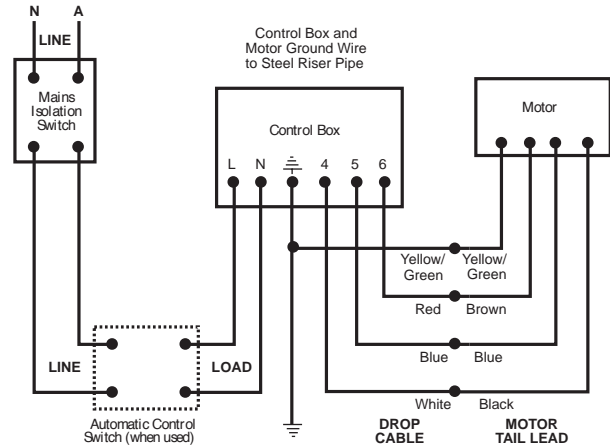 N A
LINE
Mains
Isolation
Switch
Control Box and
Motor Ground Wire
to Steel Riser Pipe
Control Box
L N 4 5 6
Motor
Yellow/ Yellow/
Green Green
Red Brown
Blue Blue
White Black
LINE LOAD
Automatic Control
Switch (when used)
DROP
CABLE
MOTOR
TAIL LEAD